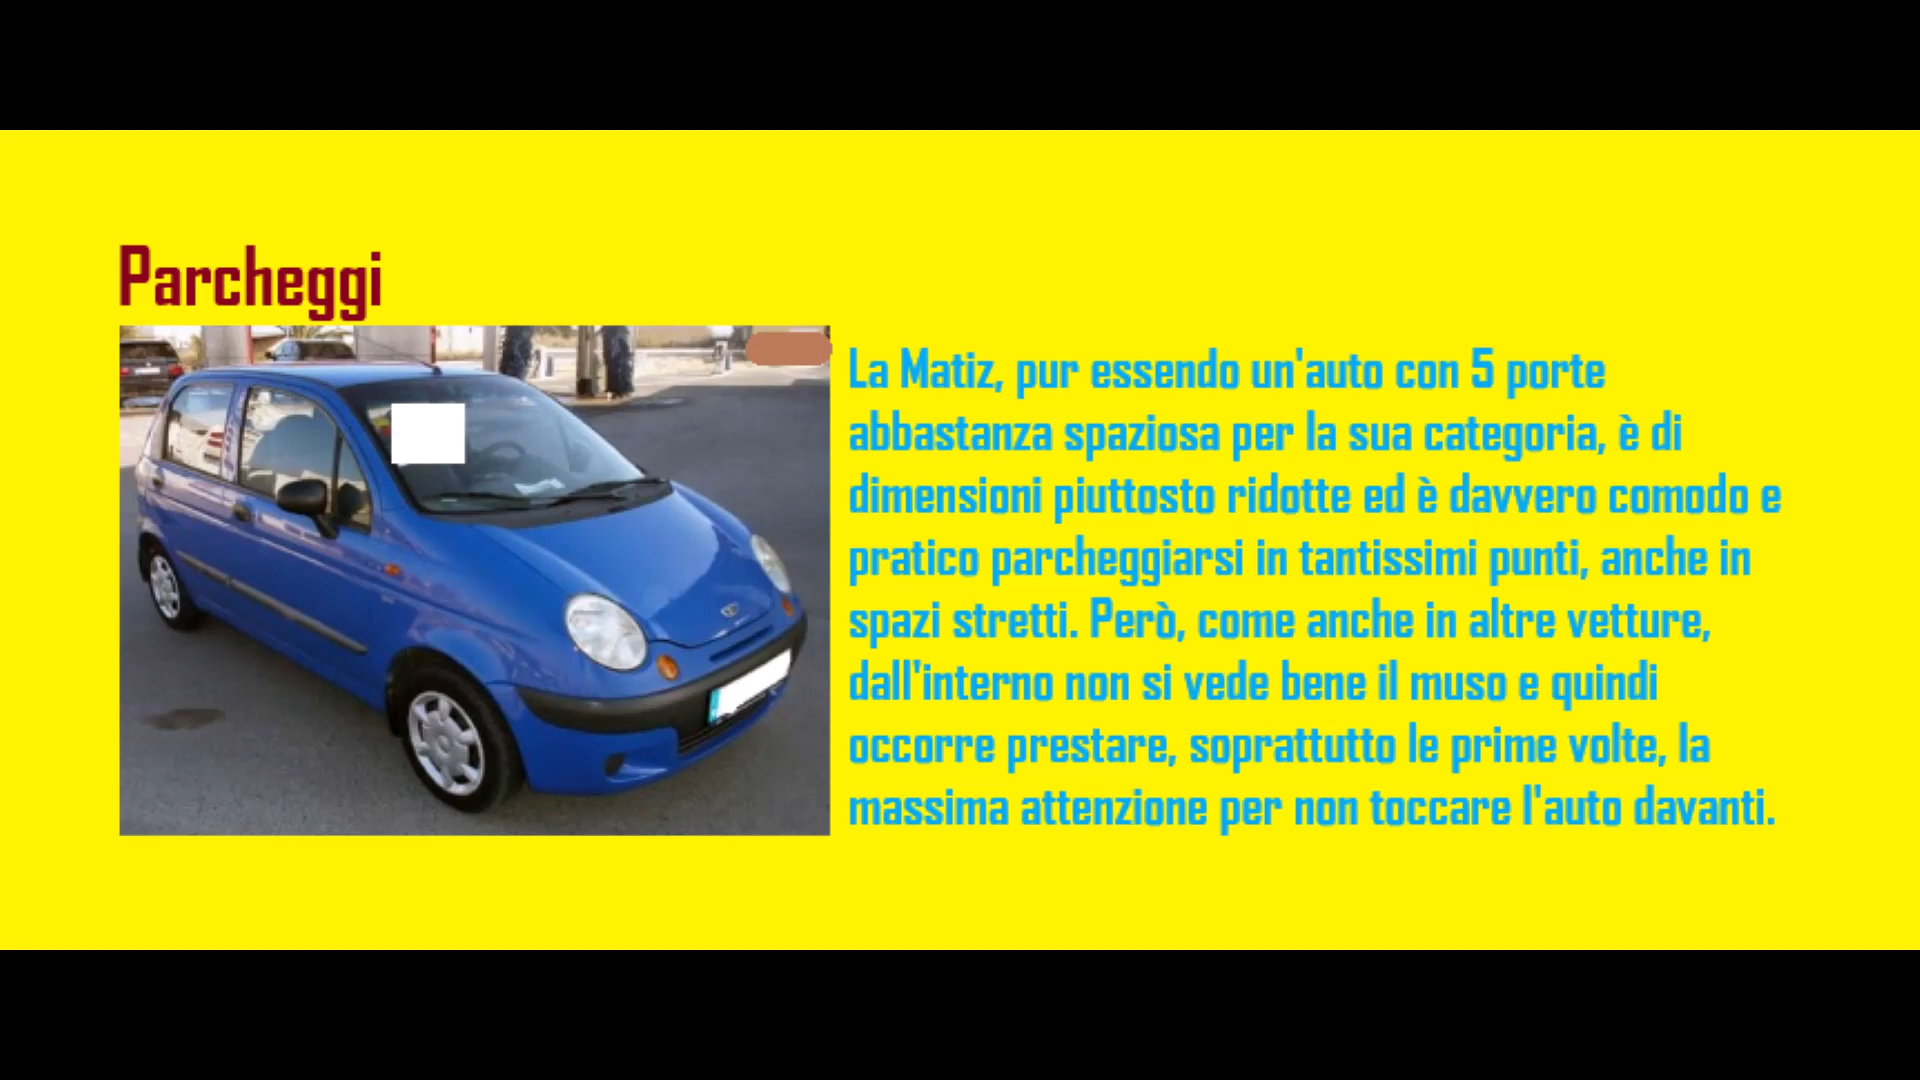 Parcheggi
La Matiz, pur essendo un'auto con 5 porte
abbastanza spaziosa per la sua categoria, è di
dimensioni piuttosto ridotte ed è davvero comodo e
pratico parcheggiarsi in tantissimi punti, anche in
spazi stretti. Però, come anche in altre vetture,
dall'interno non si vede bene il muso e quindi
occorre prestare, soprattutto le prime volte, la
massima attenzione per non toccare l'auto davanti.